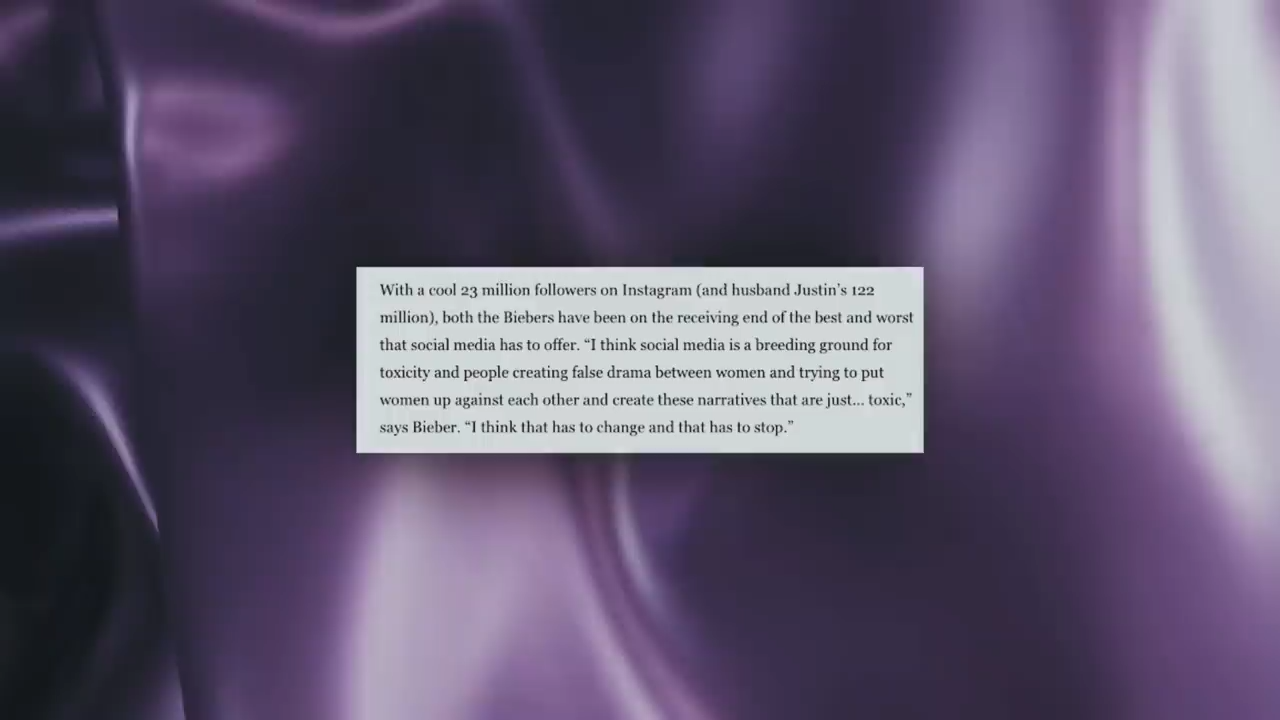 With a cool 23 million followers on Instagram (and husband Justin’s 122
million), both the Biebers have been on the receiving end of the best and worst
that social media has to offer. “I think social media is a breeding ground for
toxicity and people creating false drama between women and trying to put
women up against each other and create these narratives that are just... toxic,”
says Bieber. “I think that has to change and that has to stop.”